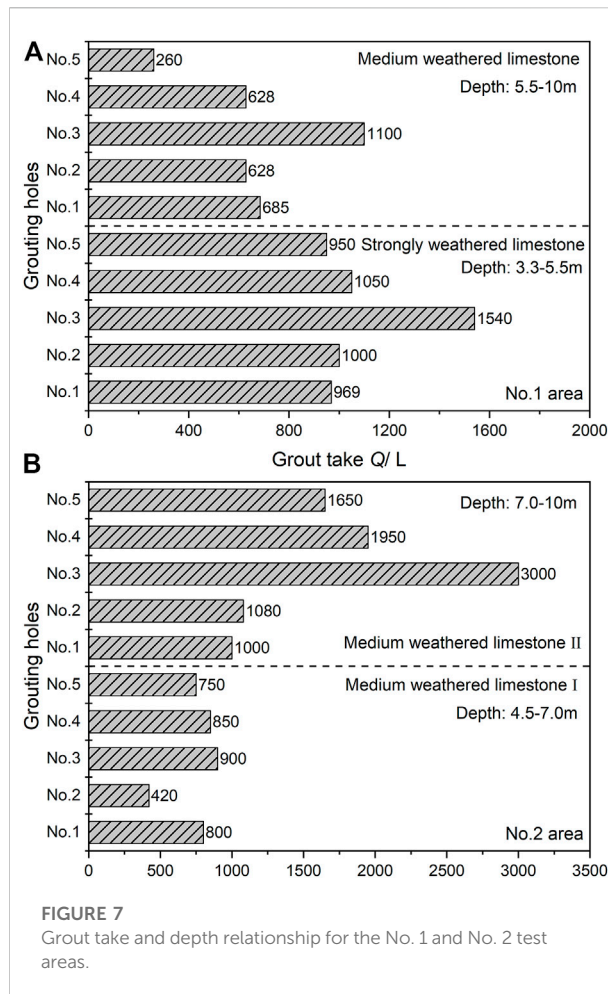 A
No.5
260
Medium weathered limestone
Depth: 5.5-10m
No.4
628
No.3
1100
No.2
628
No.1
685
No.5
950
Strongly weathered limestone
Depth: 3.3-5.5m
No.4
1050
No.3
1540
No.2
1000
No.1
969
No.1 area
Grouting holes
0 400 800 1200 1600 2000
Grout take Q/ L
B
No.5
1650
Depth: 7.0-10m
No.4
1950
No.3
3000
No.2
1080
No.1
1000
Medium weathered limestone II
No.5
750
Medium weathered limestone I
Depth: 4.5-7.0m
No.4
850
No.3
900
No.2
420
No.1
800
No.2 area
Grouting holes
0 500 1000 1500 2000 2500 3000 3500
FIGURE 7
Grout take and depth relationship for the No. 1 and No. 2 test
areas.